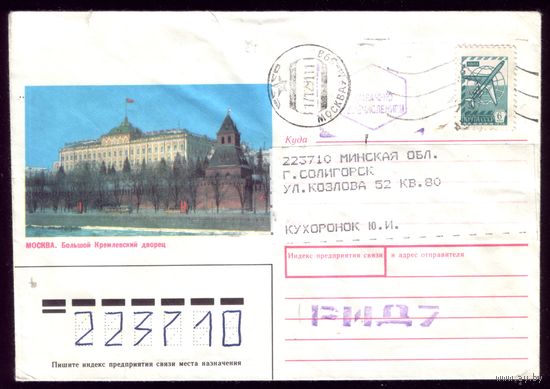 МОСКВА
Куда
223710 МИНСКАЯ ОБЛ.
Г.СОЛИГОРСК
УЛ.КОЗЛОВА 52 КВ.80
КУХОРОНОК Ю.И.
МОСКВА. Большой Кремлевский дворец
Индекс предприятия связи и адрес отправителя
223710
Пишите индекс предприятия связи места назначения